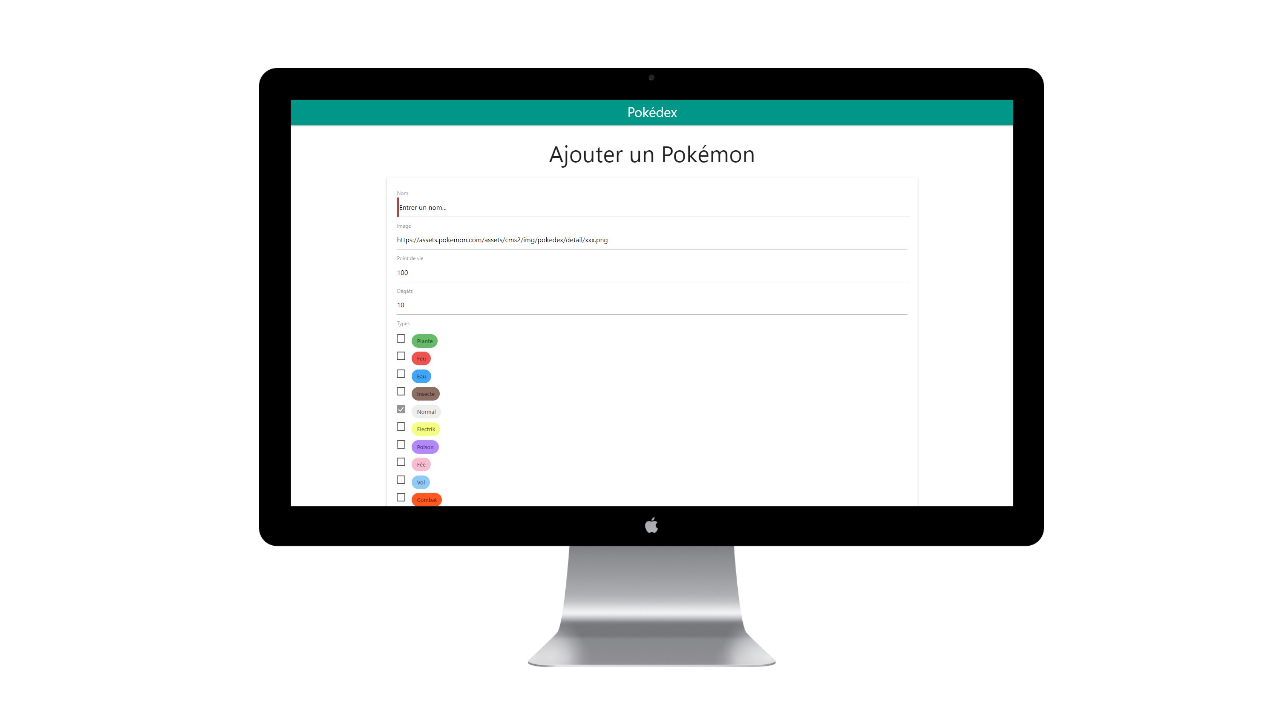 Pokédex
Ajouter un Pokémon
Nom
Entrer un nom...
Image
https://assets.pokemon.com/assets/cms2/img/pokedex/detail/xxx.png
Point de vie
100
Dégâts
10
Types
Plante
Feu
Eau
Insecte
Normal
Electrik
Poison
Fée
Vol
Combat